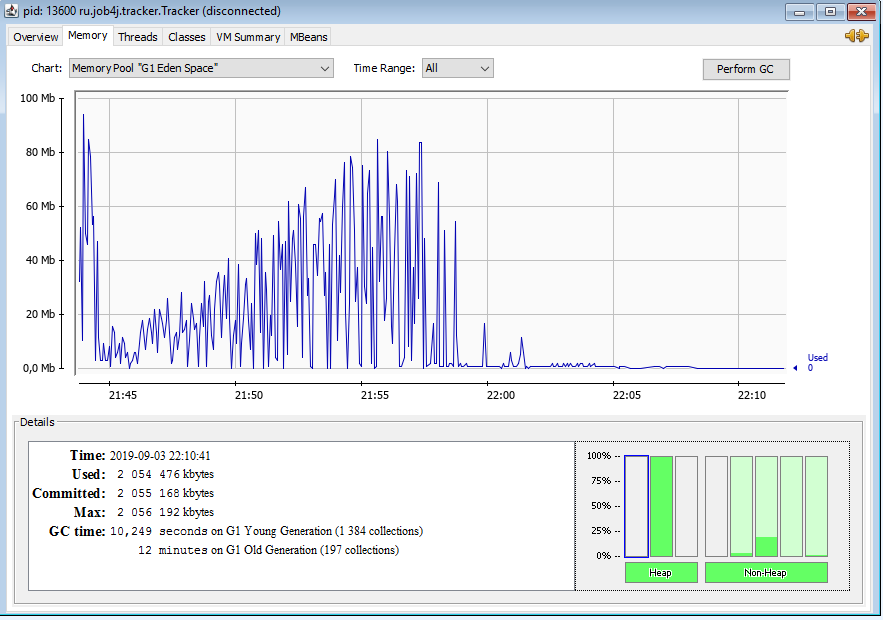 pid: 13600 ru.job4j.tracker.Tracker (disconnected)
Overview Memory Threads Classes VM Summary MBeans
Chart: Memory Pool "G1 Eden Space" Time Range: All Perform GC
100 Mb
80 Mb
60 Mb
40 Mb
20 Mb
0,0 Mb
Used
0
21:45 21:50 21:55 22:00 22:05 22:10
Details
Time: 2019-09-03 22:10:41
Used: 2 054 476 kbytes
Committed: 2 055 168 kbytes
Max: 2 056 192 kbytes
GC time: 10,249 seconds on G1 Young Generation (1 384 collections)
12 minutes on G1 Old Generation (197 collections)
100% --
75% --
50% --
25% --
0% --
Heap Non-Heap